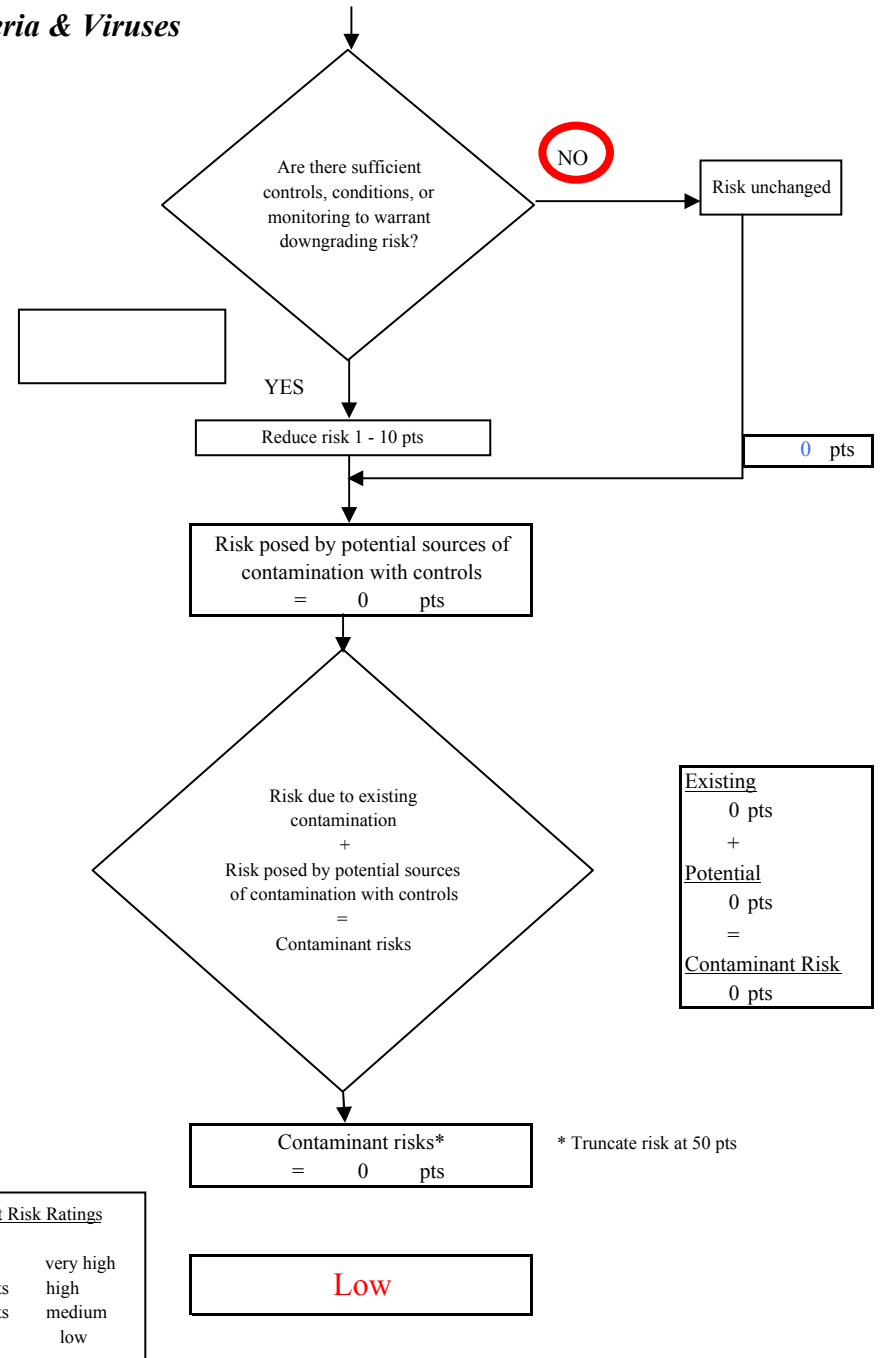 & Viruses
Are there sufficient
controls, conditions, or
monitoring to warrant
downgrading risk?
NO
Risk unchanged
YES
Reduce risk 1 - 10 pts
0 pts
Risk posed by potential sources of
contamination with controls
= 0 pts
Risk due to existing
contamination
+
Risk posed by potential sources
of contamination with controls
=
Contaminant risks
Existing
0 pts
+
Potential
0 pts
=
Contaminant Risk
0 pts
Contaminant risks*
= 0 pts
* Truncate risk at 50 pts
Risk Ratings
very high
high
medium
low
Low